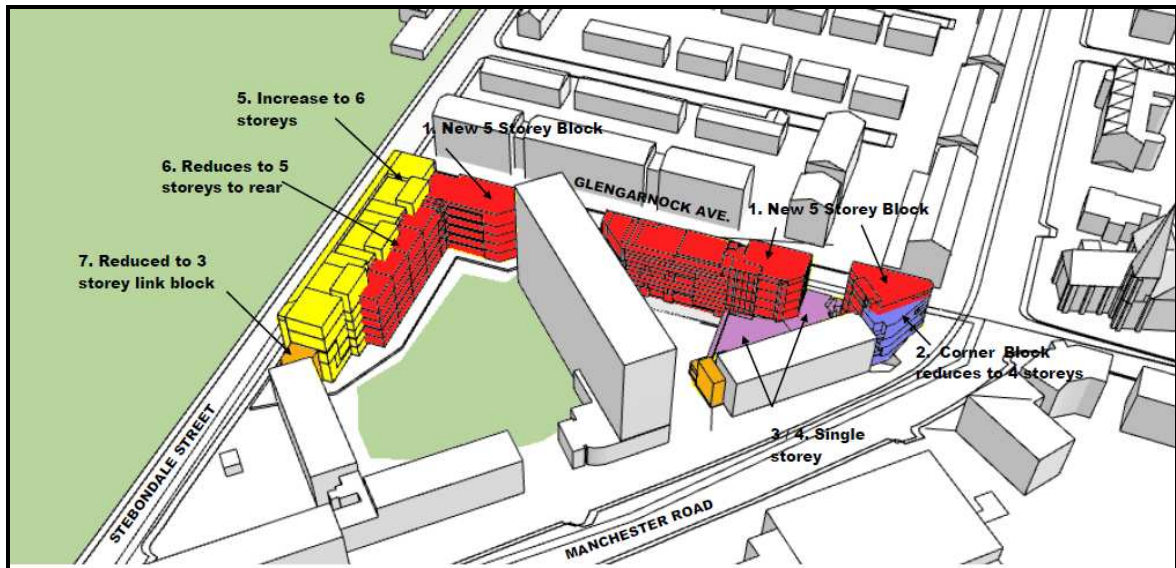 5. Increase to 6
storeys
1. New 5 Storey Block
6. Reduces to 5
storeys to rear
GLENGARNOCK AVE.
1. New 5 Storey Block
7. Reduced to 3
storey link block
2. Corner Block
reduces to 4 storeys
3 / 4. Single
storey
STEBONDALE STREET
MANCHESTER ROAD